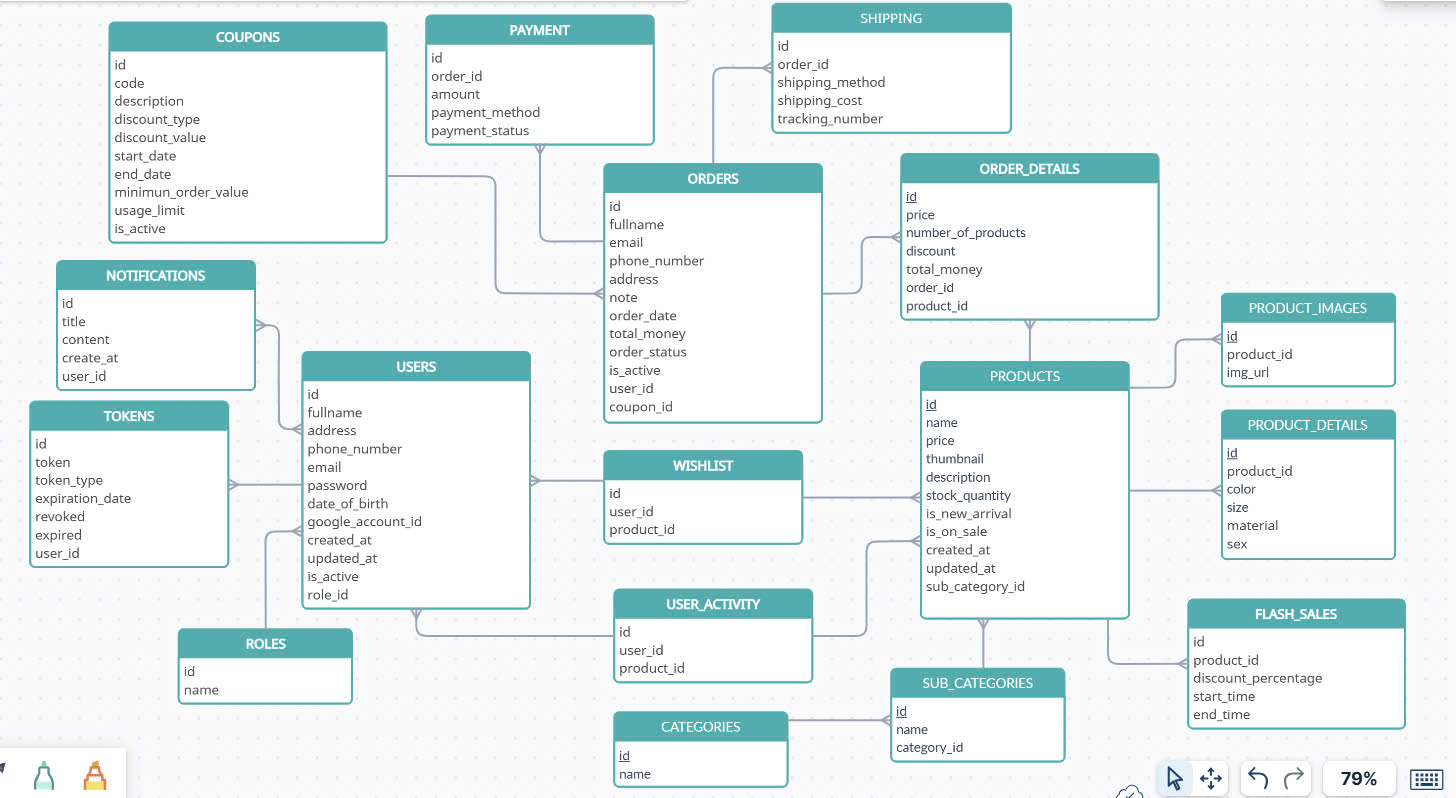 COUPONS
id
code
description
discount_type
discount_value
start_date
end_date
minimun_order_value
usage_limit
is_active
PAYMENT
id
order_id
amount
payment_method
payment_status
SHIPPING
id
order_id
shipping_method
shipping_cost
tracking_number
ORDERS
id
fullname
email
phone_number
address
note
order_date
total_money
order_status
is_active
user_id
coupon_id
ORDER_DETAILS
id
price
number_of_products
discount
total_money
order_id
product_id
NOTIFICATIONS
id
title
content
create_at
user_id
TOKENS
id
token
token_type
expiration_date
revoked
expired
user_id
USERS
id
fullname
address
phone_number
email
password
date_of_birth
google_account_id
created_at
updated_at
is_active
role_id
ROLES
id
name
WISHLIST
id
user_id
product_id
USER_ACTIVITY
id
user_id
product_id
CATEGORIES
id
name
PRODUCTS
id
name
price
thumbnail
description
stock_quantity
is_new_arrival
is_on_sale
created_at
updated_at
sub_category_id
SUB_CATEGORIES
id
name
category_id
PRODUCT_IMAGES
id
product_id
img_url
PRODUCT_DETAILS
id
product_id
color
size
material
sex
FLASH_SALES
id
product_id
discount_percentage
start_time
end_time
79%